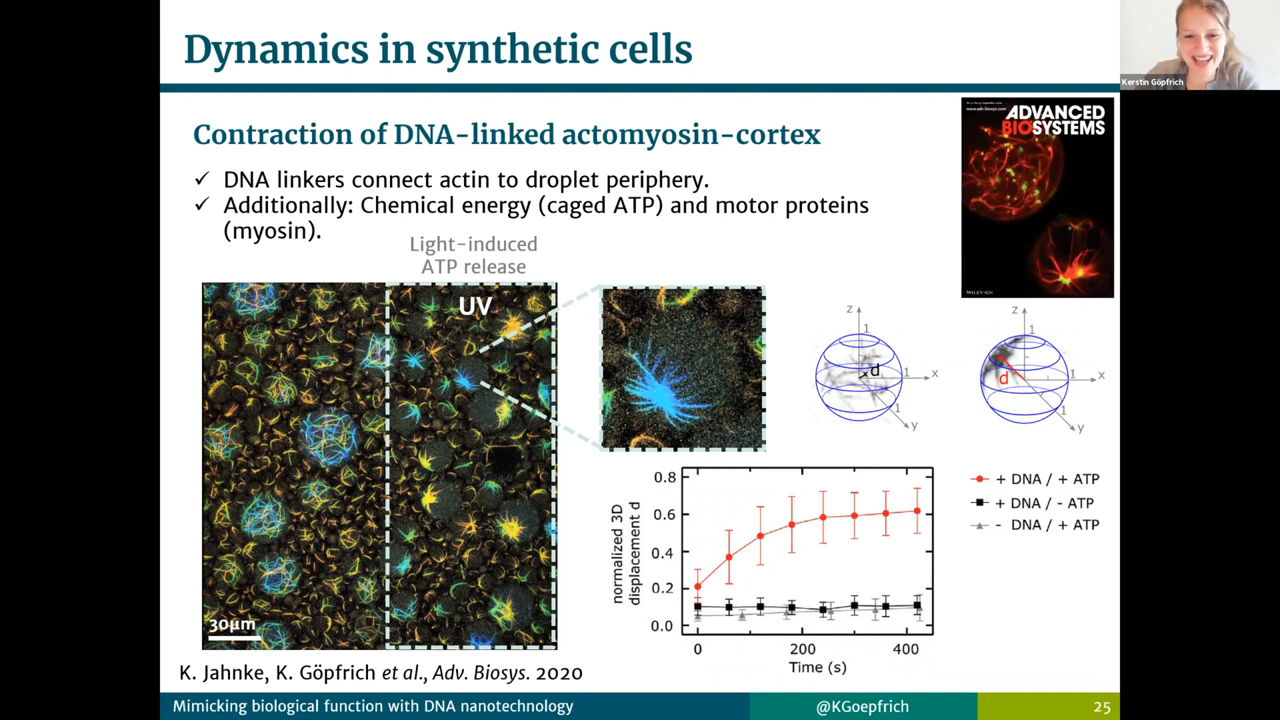 Dynamics in synthetic cells
Kerstin Göpfrich
Contraction of DNA-linked actomyosin-cortex
✓ DNA linkers connect actin to droplet periphery.
✓ Additionally: Chemical energy (caged ATP) and motor proteins
(myosin).
ADVANCED
BIOSYSTEMS
WILEY-VCH
Light-induced
ATP release
UV
30µm
z
1
d
1
x
1
y
z
1
d
1
x
1
y
0.8
0.6
0.4
0.2
0.0
normalized 3D
displacement d
0
200
400
Time (s)
+ DNA / + ATP
+ DNA / - ATP
- DNA / + ATP
K. Jahnke, K. Göpfrich et al., Adv. Biosys. 2020
Mimicking biological function with DNA nanotechnology
@KGoepfrich
25